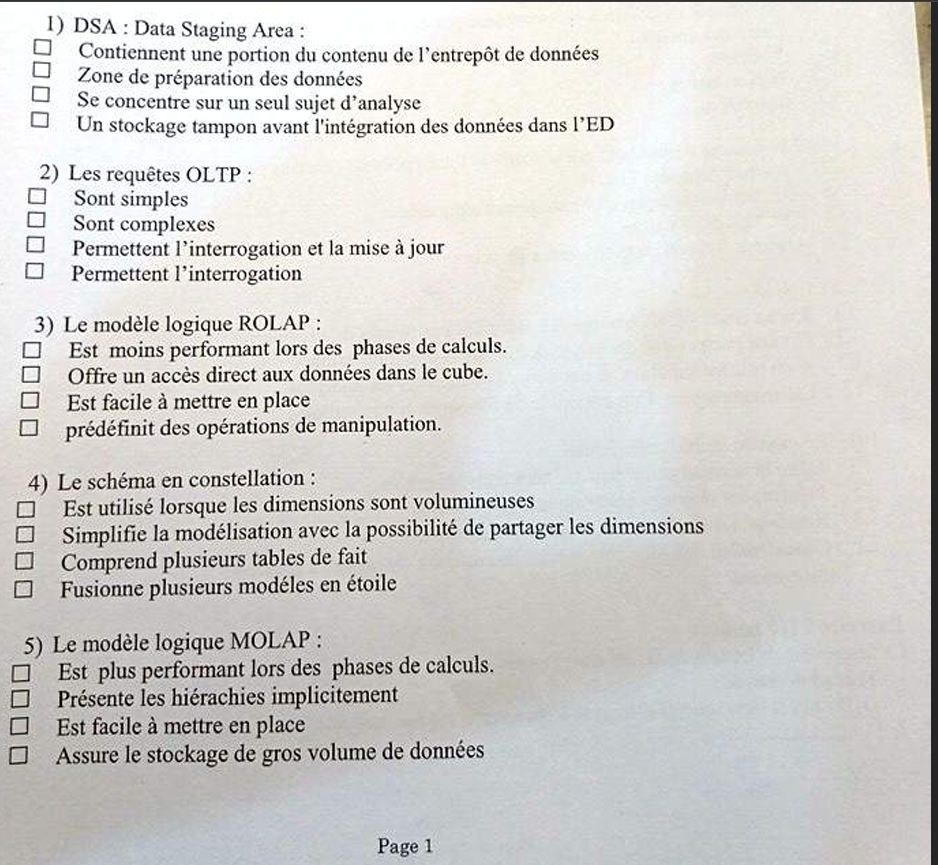 1) DSA : Data Staging Area :
☐ Contiennent une portion du contenu de l'entrepôt de données
☐ Zone de préparation des données
☐ Se concentre sur un seul sujet d'analyse
☐ Un stockage tampon avant l'intégration des données dans l'ED
2) Les requêtes OLTP :
☐ Sont simples
☐ Sont complexes
☐ Permettent l'interrogation et la mise à jour
☐ Permettent l'interrogation
3) Le modèle logique ROLAP :
☐ Est moins performant lors des phases de calculs.
☐ Offre un accès direct aux données dans le cube.
☐ Est facile à mettre en place
☐ prédéfinit des opérations de manipulation.
4) Le schéma en constellation :
☐ Est utilisé lorsque les dimensions sont volumineuses
☐ Simplifie la modélisation avec la possibilité de partager les dimensions
☐ Comprend plusieurs tables de fait
☐ Fusionne plusieurs modéles en étoile
5) Le modèle logique MOLAP :
☐ Est plus performant lors des phases de calculs.
☐ Présente les hiérachies implicitement
☐ Est facile à mettre en place
☐ Assure le stockage de gros volume de données
Page 1